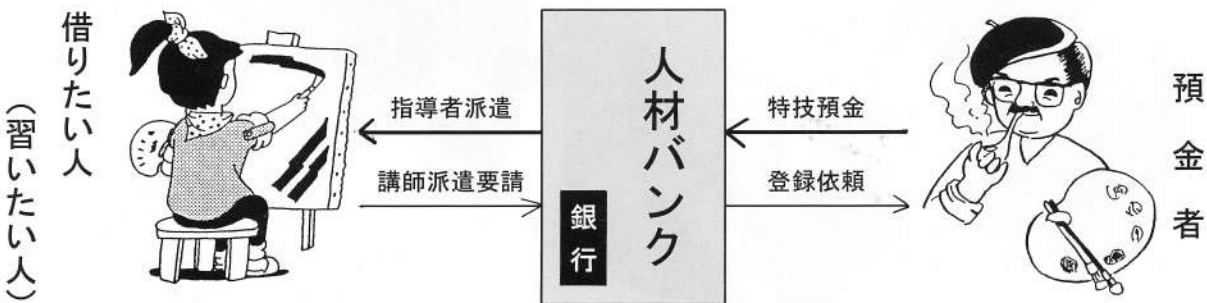 借りたい人
（習いたい人）
指導者派遣
講師派遣要請
人材バンク
銀行
特技預金
登録依頼
預金者